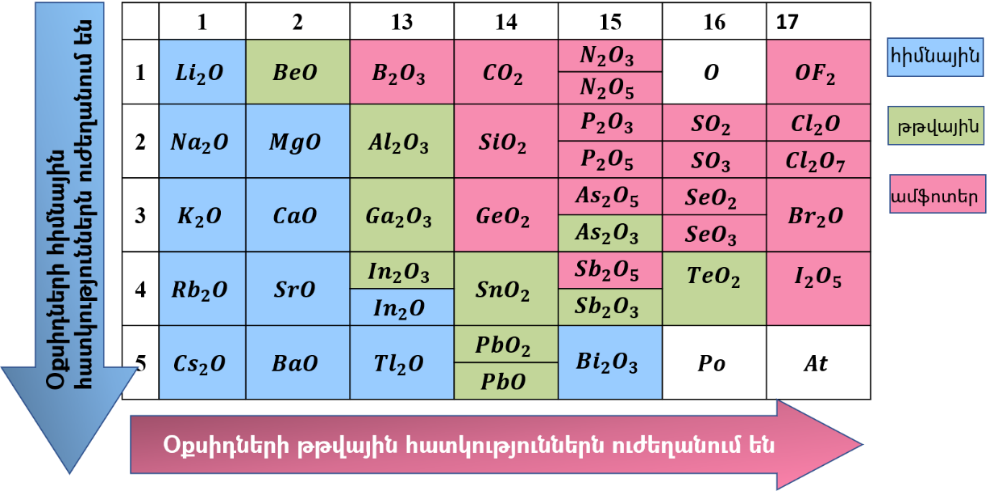 Օքսիդների հիմնային
հատկություններն ուժեղանում են
1 2 13 14 15 16 17
1 Li₂O BeO B₂O₃ CO₂ N₂O₃ O OF₂
N₂O₅
2 Na₂O MgO Al₂O₃ SiO₂ P₂O₃ SO₂ Cl₂O
P₂O₅ SO₃ Cl₂O₇
3 K₂O CaO Ga₂O₃ GeO₂ As₂O₅ SeO₂ Br₂O
As₂O₃ SeO₃
4 Rb₂O SrO In₂O₃ SnO₂ Sb₂O₅ TeO₂ I₂O₅
In₂O Sb₂O₃
5 Cs₂O BaO Tl₂O PbO₂ Bi₂O₃ Po At
PbO
հիմնային
թթվային
ամֆոտեր
Օքսիդների թթվային հատկություններն ուժեղանում են